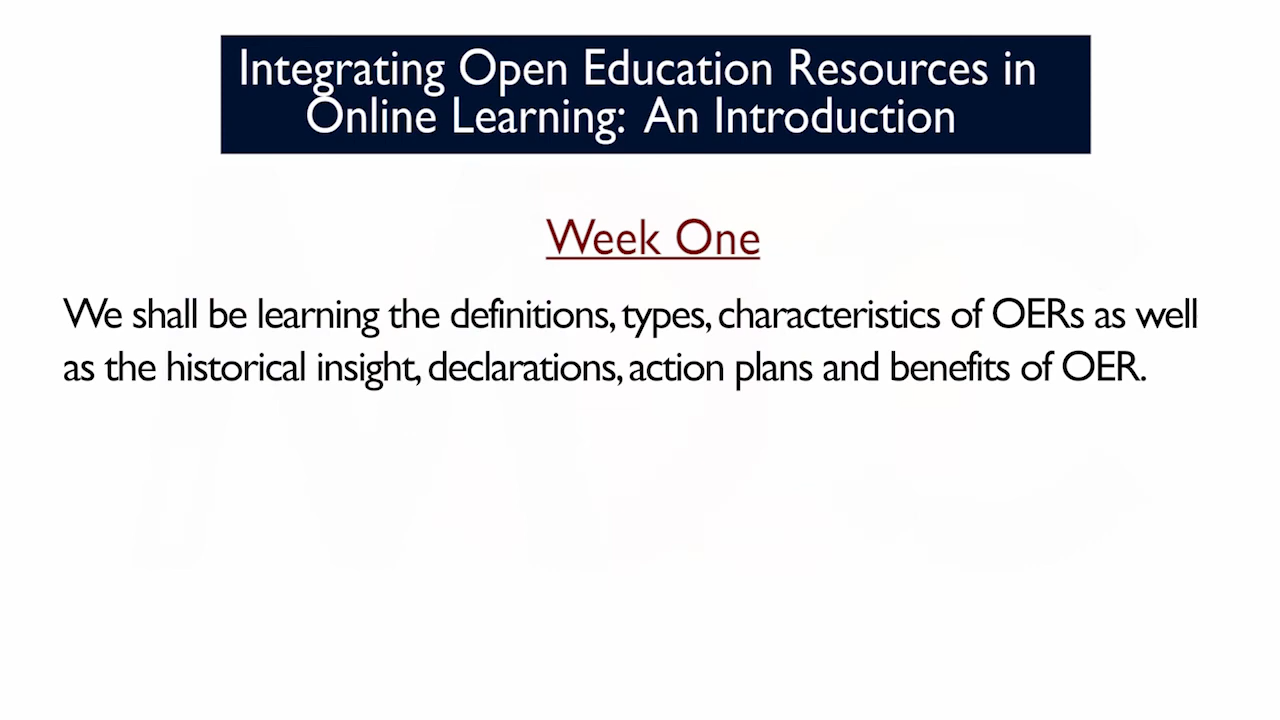 Integrating Open Education Resources in
Online Learning: An Introduction
Week One
We shall be learning the definitions, types, characteristics of OERs as well
as the historical insight, declarations, action plans and benefits of OER.